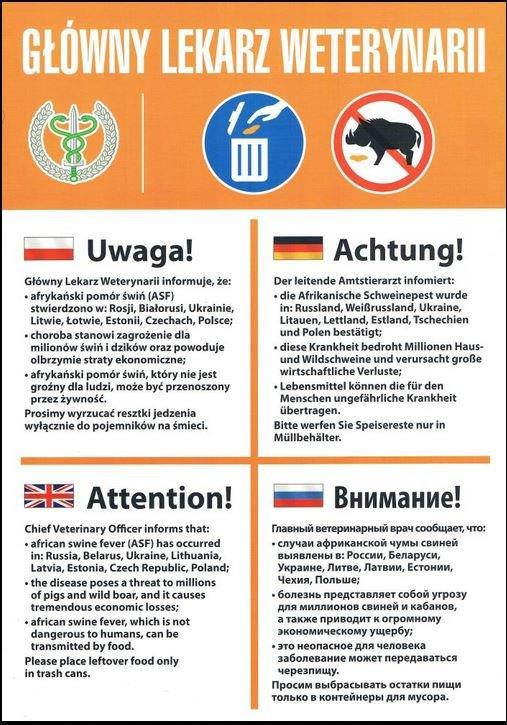 GŁÓWNY LEKARZ WETERYNARII
Uwaga!
Główny Lekarz Weterynarii informuje, że:
• afrykański pomór świń (ASF)
stwierdzono w: Rosji, Białorusi, Ukrainie,
Litwie, Łotwie, Estonii, Czechach, Polsce;
• choroba stanowi zagrożenie dla
milionów świń i dzików oraz powoduje
olbrzymie straty ekonomiczne;
• afrykański pomór świń, który nie jest
groźny dla ludzi, może być przenoszony
przez żywność.
Prosimy wyrzucać resztki jedzenia
wyłącznie do pojemników na śmieci.
Achtung!
Der leitende Amtstierarzt infomiert:
• die Afrikanische Schweinepest wurde
in: Russland, Weißrussland, Ukraine,
Litauen, Lettland, Estland, Tschechien
und Polen bestätigt;
• diese Krankheit bedroht Millionen Haus-
und Wildschweine und verursacht große
wirtschaftliche Verluste;
• Lebensmittel können die für den
Menschen ungefährliche Krankheit
übertragen.
Bitte werfen Sie Speisereste nur in
Müllbehälter.
Attention!
Chief Veterinary Officer informs that:
• african swine fever (ASF) has occurred
in: Russia, Belarus, Ukraine, Lithuania,
Latvia, Estonia, Czech Republic, Poland;
• the disease poses a threat to millions
of pigs and wild boar, and it causes
tremendous economic losses;
• african swine fever, which is not
dangerous to humans, can be
transmitted by food.
Please place leftover food only
in trash cans.
Внимание!
Главный ветеринарный врач сообщает, что:
• случаи африканской чумы свиней
выявлены в: России, Беларуси,
Украине, Литве, Латвии, Естонии,
Чехия, Польше;
• болезнь представляет собой угрозу
для миллионов свиней и кабанов,
а также приводит к огромному
экономическому ущербу;
• это неопасное для человека
заболевание может передаваться
черезпищу.
Просим выбрасывать остатки пищи
только в контейнеры для мусора.